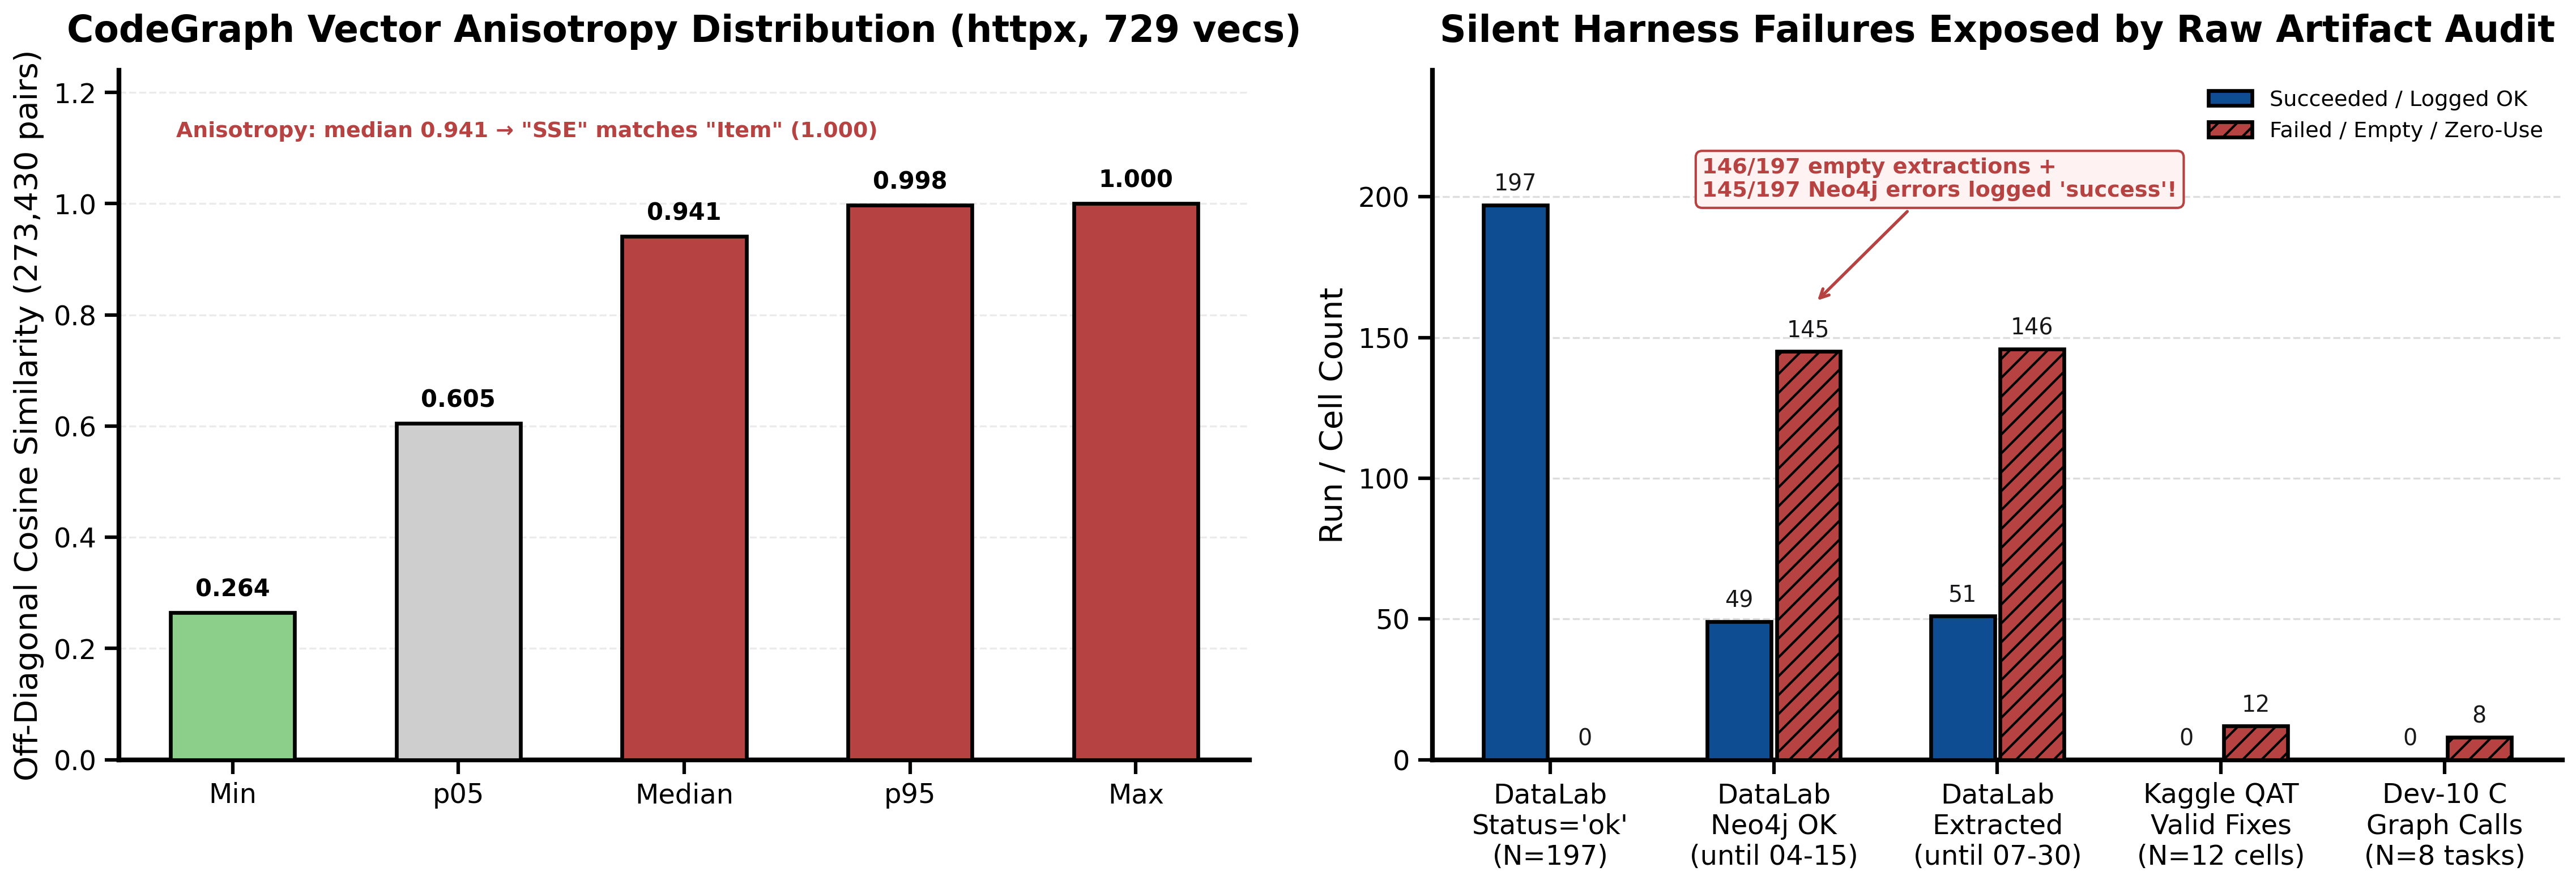 CodeGraph Vector Anisotropy Distribution (httpx, 729 vecs)
Off-Diagonal Cosine Similarity (273,430 pairs)
1.2
1.0
0.8
0.6
0.4
0.2
0.0
Anisotropy: median 0.941 → "SSE" matches "Item" (1.000)
0.264
0.605
0.941
0.998
1.000
Min
p05
Median
p95
Max
Silent Harness Failures Exposed by Raw Artifact Audit
Run / Cell Count
200
150
100
50
0
Succeeded / Logged OK
Failed / Empty / Zero-Use
146/197 empty extractions +
145/197 Neo4j errors logged 'success'!
197
0
49
145
51
146
0
12
0
8
DataLab
Status='ok'
(N=197)
DataLab
Neo4j OK
(until 04-15)
DataLab
Extracted
(until 07-30)
Kaggle QAT
Valid Fixes
(N=12 cells)
Dev-10 C
Graph Calls
(N=8 tasks)